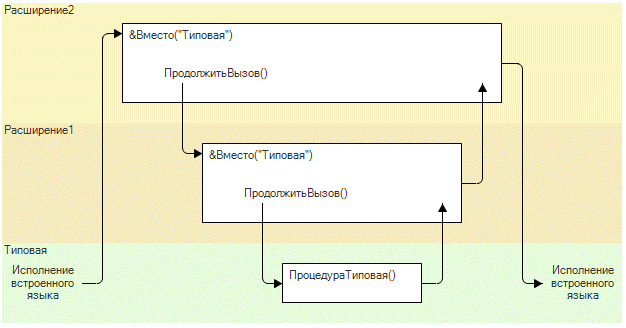 Расширение2
&Вместо("Типовая")
ПродолжитьВызов()
Расширение1
&Вместо("Типовая")
ПродолжитьВызов()
Типовая
Исполнение
встроенного
языка
ПроцедураТиповая()
Исполнение
встроенного
языка